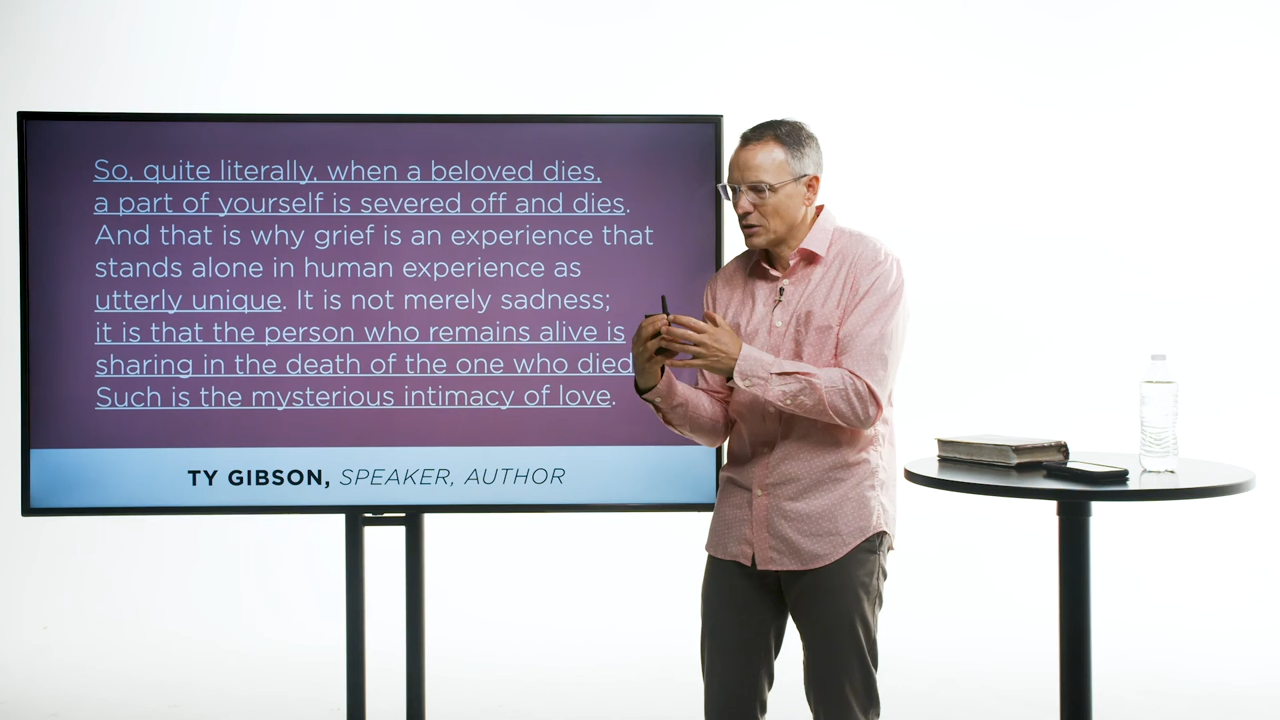 So, quite literally, when a beloved dies,
a part of yourself is severed off and dies.
And that is why grief is an experience that
stands alone in human experience as
utterly unique. It is not merely sadness;
it is that the person who remains alive is
sharing in the death of the one who died
Such is the mysterious intimacy of love.
TY GIBSON, SPEAKER, AUTHOR